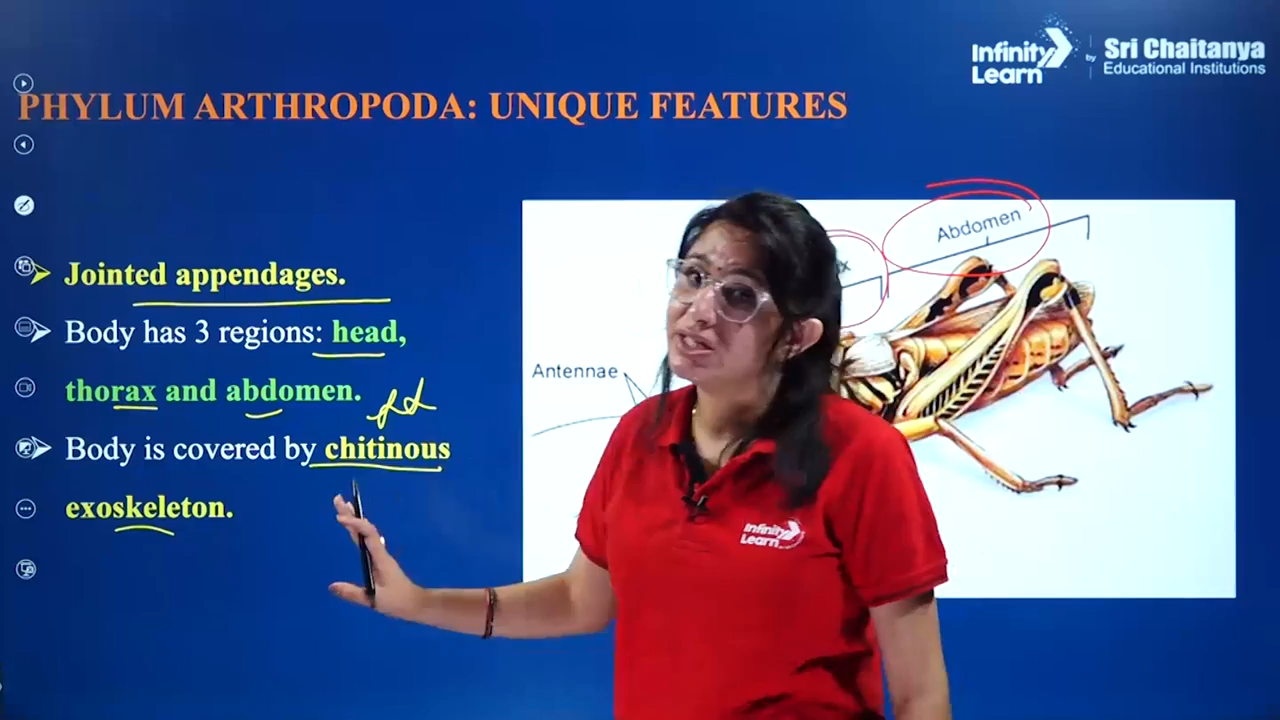 Infinity Learn by Sri Chaitanya Educational Institutions
PHYLUM ARTHROPODA: UNIQUE FEATURES
Jointed appendages.
Body has 3 regions: head,
thorax and abdomen.
Body is covered by chitinous
exoskeleton.
Abdomen
Antennae
Infinity Learn